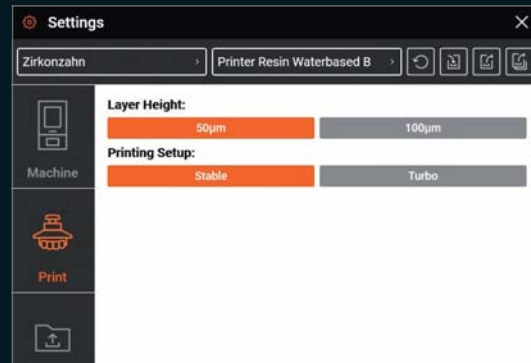 Settings
Zirkonzahn
Printer Resin Waterbased B
Layer Height:
50μm 100μm
Printing Setup:
Stable Turbo
Machine
Print